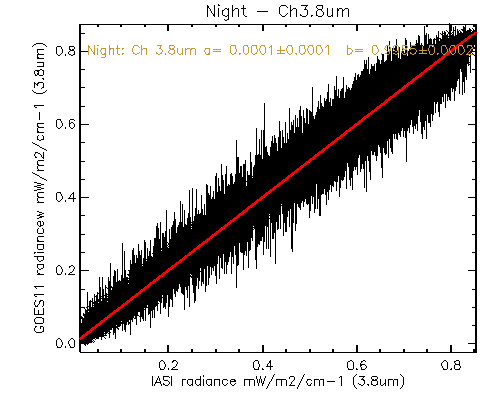 Night - Ch3.8um
Night: Ch 3.8um a= 0.0001±0.0001 b= ±0.0002
GOES11 radiancew mW/m2/cm-1 (3.8um)
0.8
0.6
0.4
0.2
0.0
0.2 0.4 0.6 0.8
IASI radiance mW/m2/cm-1 (3.8um)